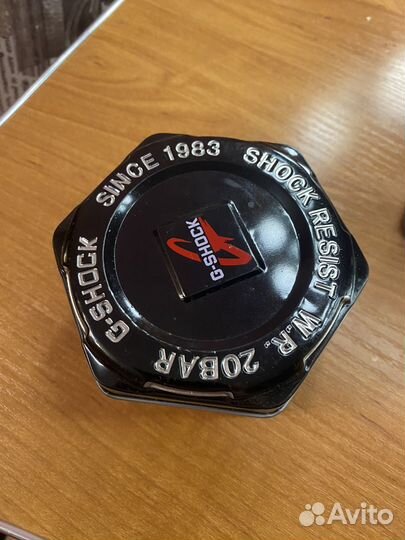 G-SHOCK SINCE 1983 SHOCK RESIST W.R. 20BAR
G-SHOCK
Avito